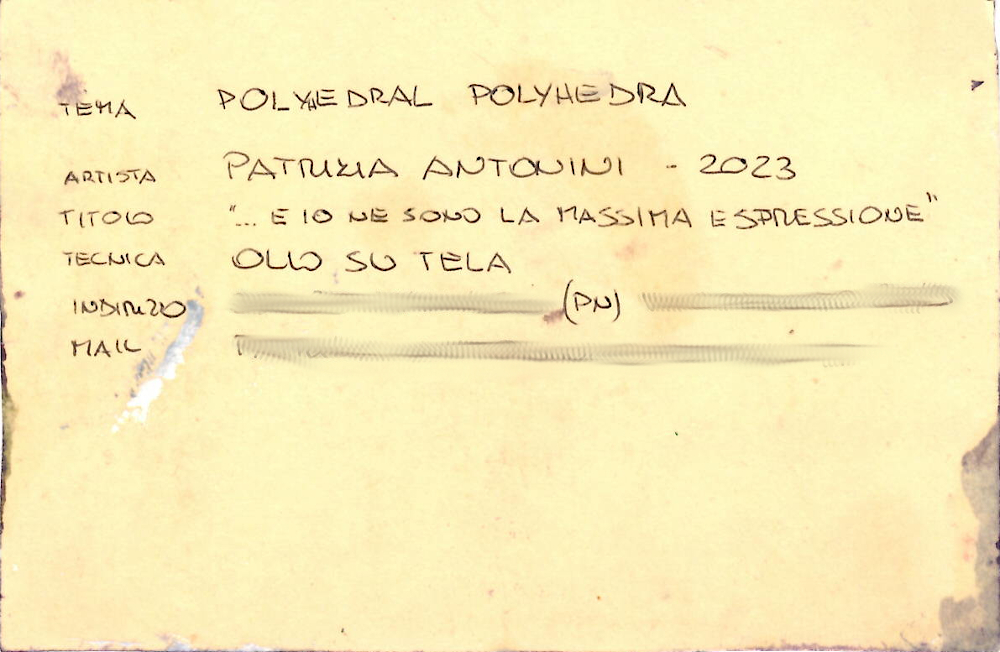 TEMA POLYHEDRAL POLYHEDRA
ARTISTA PATRIZIA ANTONINI - 2023
TITOLO "... E IO NE SONO LA MASSIMA ESPRESSIONE"
TECNICA OLIO SU TELA
INDIRIZZO (PN)
MAIL